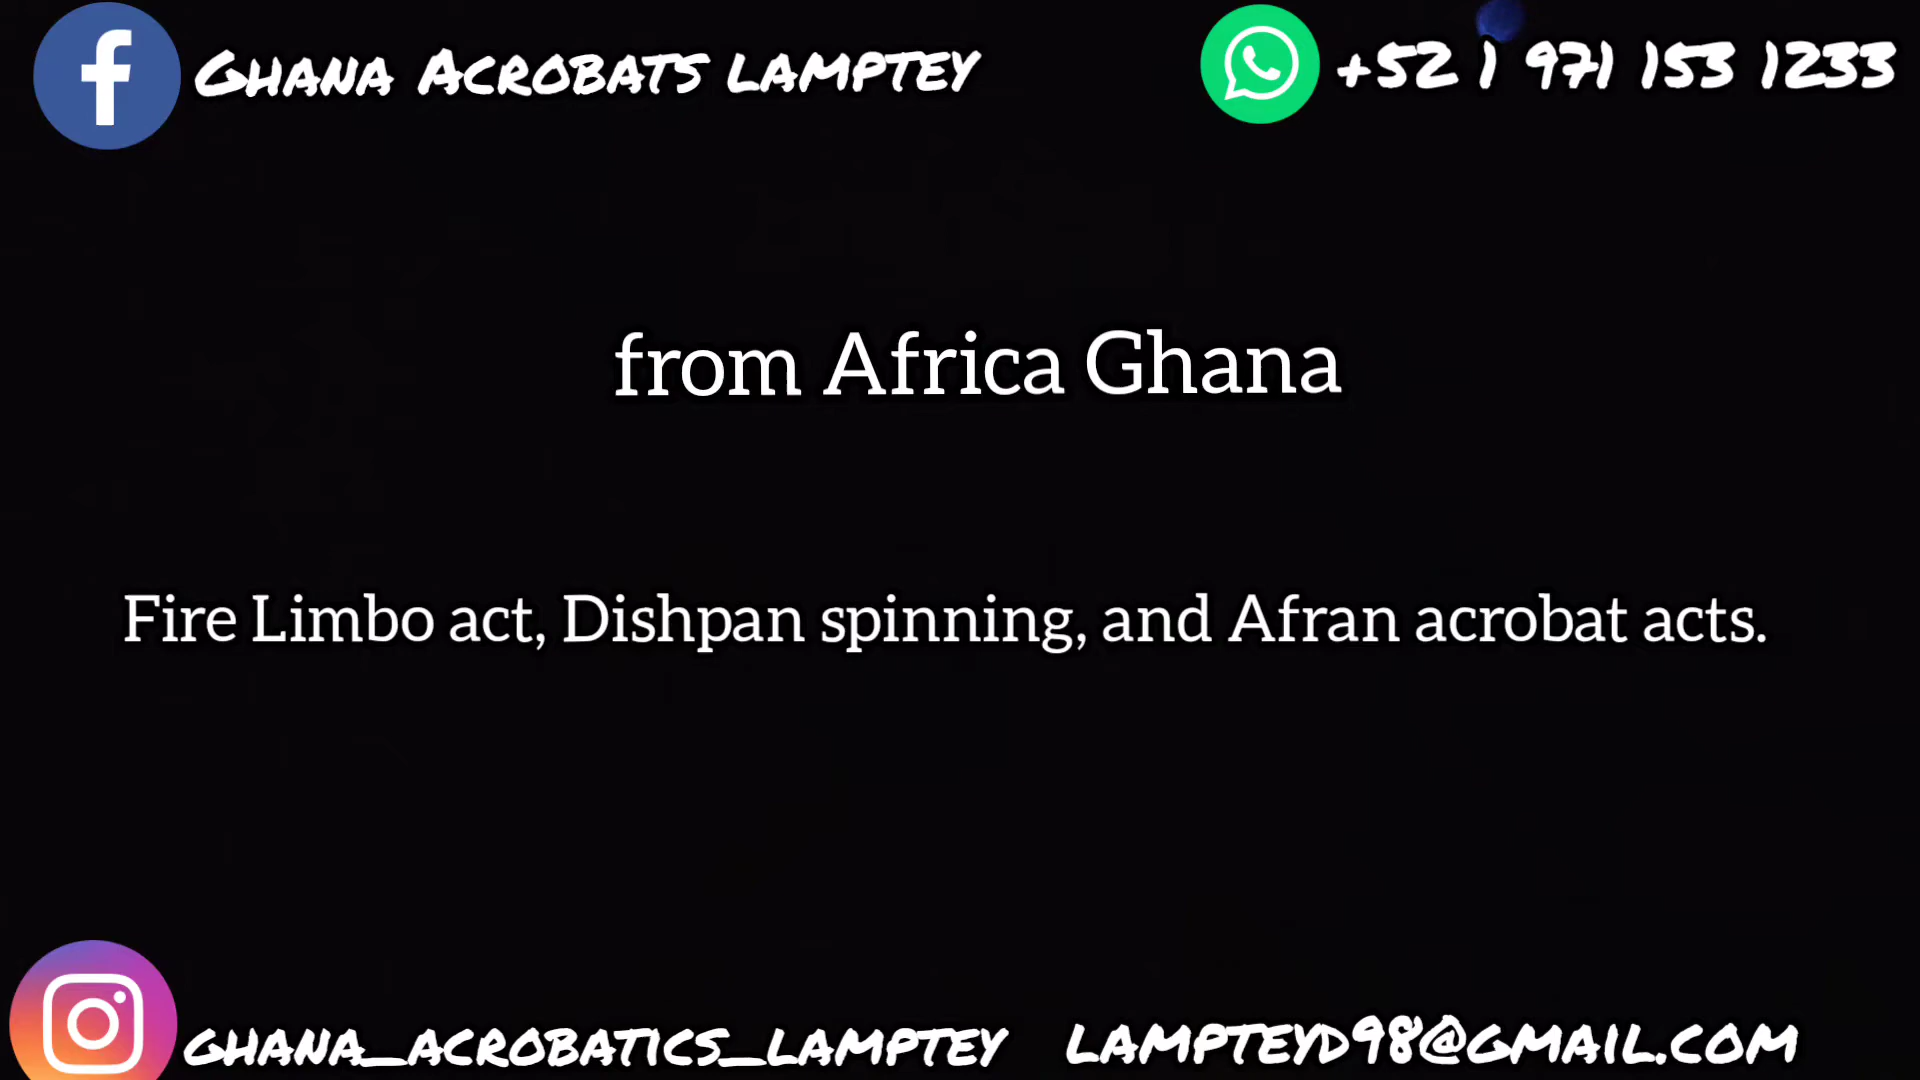 Ghana Acrobats Lamptey
+52 1 971 153 1233
from Africa Ghana
Fire Limbo act, Dishpan spinning, and Afran acrobat acts.
ghana_acrobatics_lamptey
lampteyd98@gmail.com